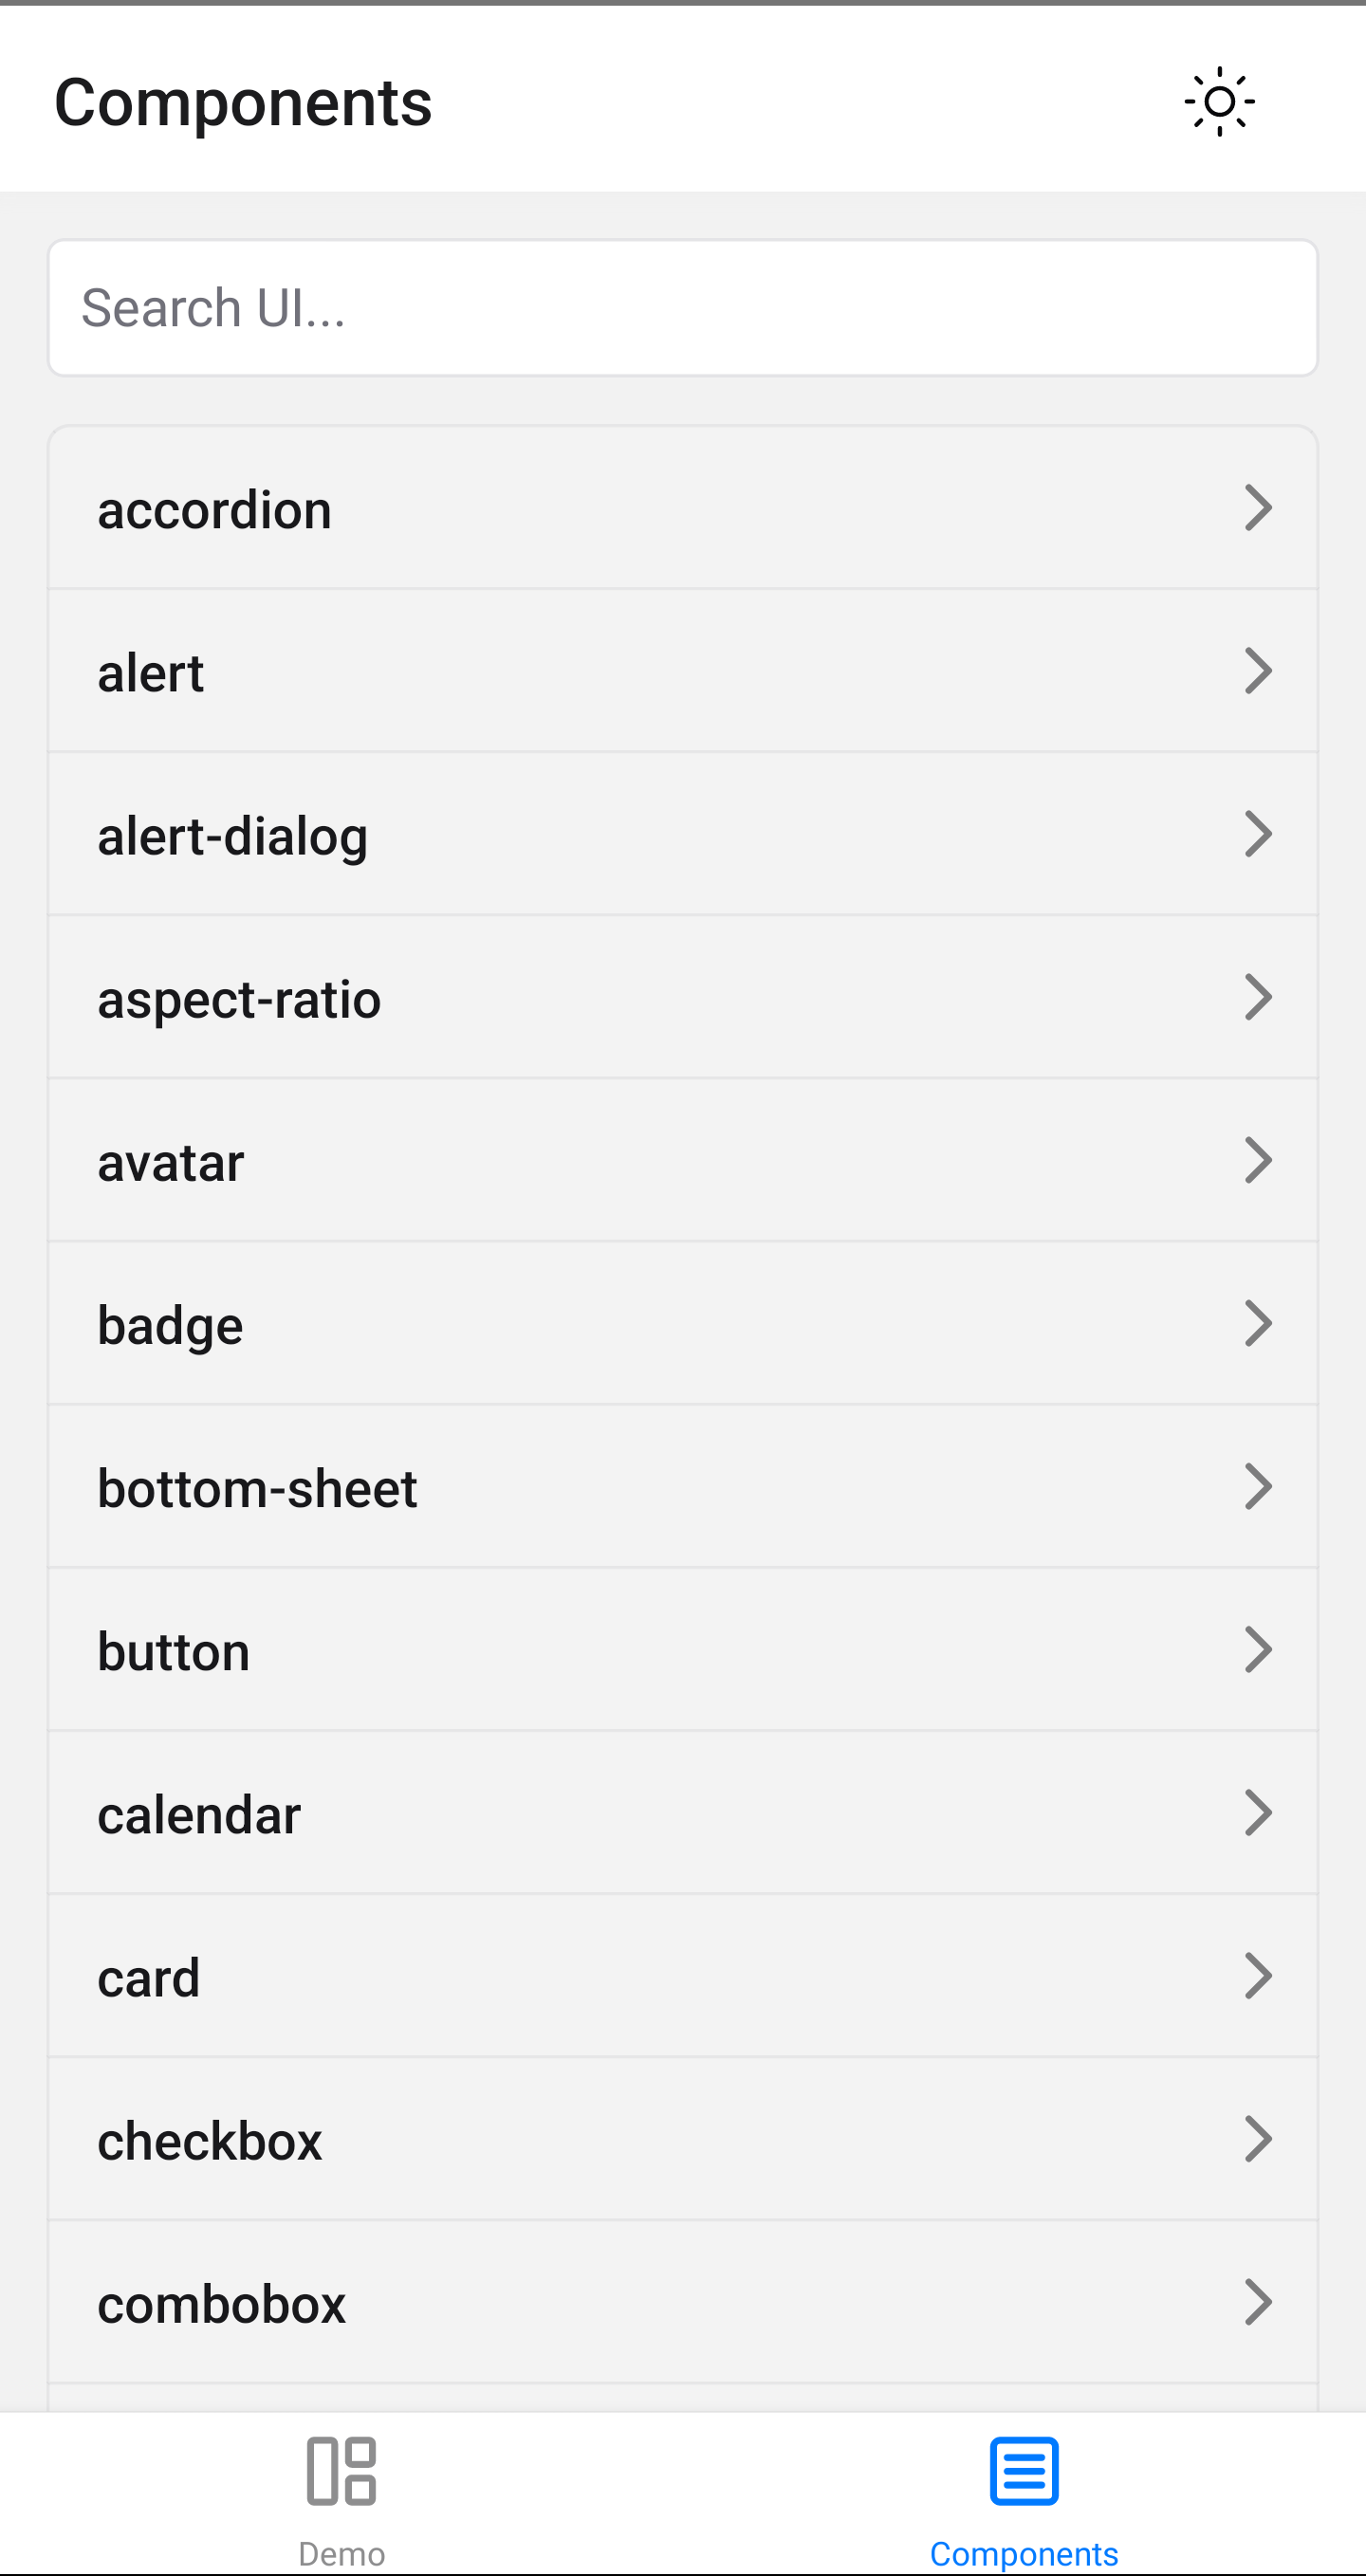 Components
Search UI...
accordion
alert
alert-dialog
aspect-ratio
avatar
badge
bottom-sheet
button
calendar
card
checkbox
combobox
Demo
Components